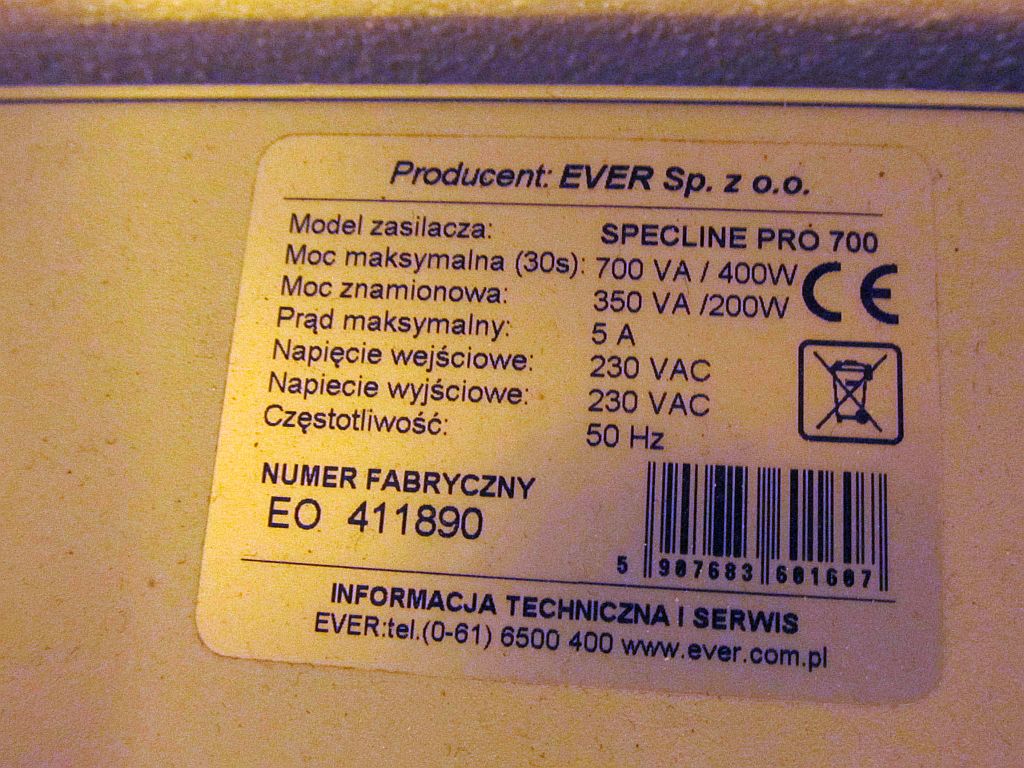 Producent: EVER Sp. z o.o.
Model zasilacza: SPECLINE PRO 700
Moc maksymalna (30s): 700 VA / 400W
Moc znamionowa: 350 VA /200W
Prąd maksymalny: 5 A
Napięcie wejściowe: 230 VAC
Napiecie wyjściowe: 230 VAC
Częstotliwość: 50 Hz
CE
NUMER FABRYCZNY
EO 411890
5 907683 601607
INFORMACJA TECHNICZNA I SERWIS
EVER:tel.(0-61) 6500 400 www.ever.com.pl